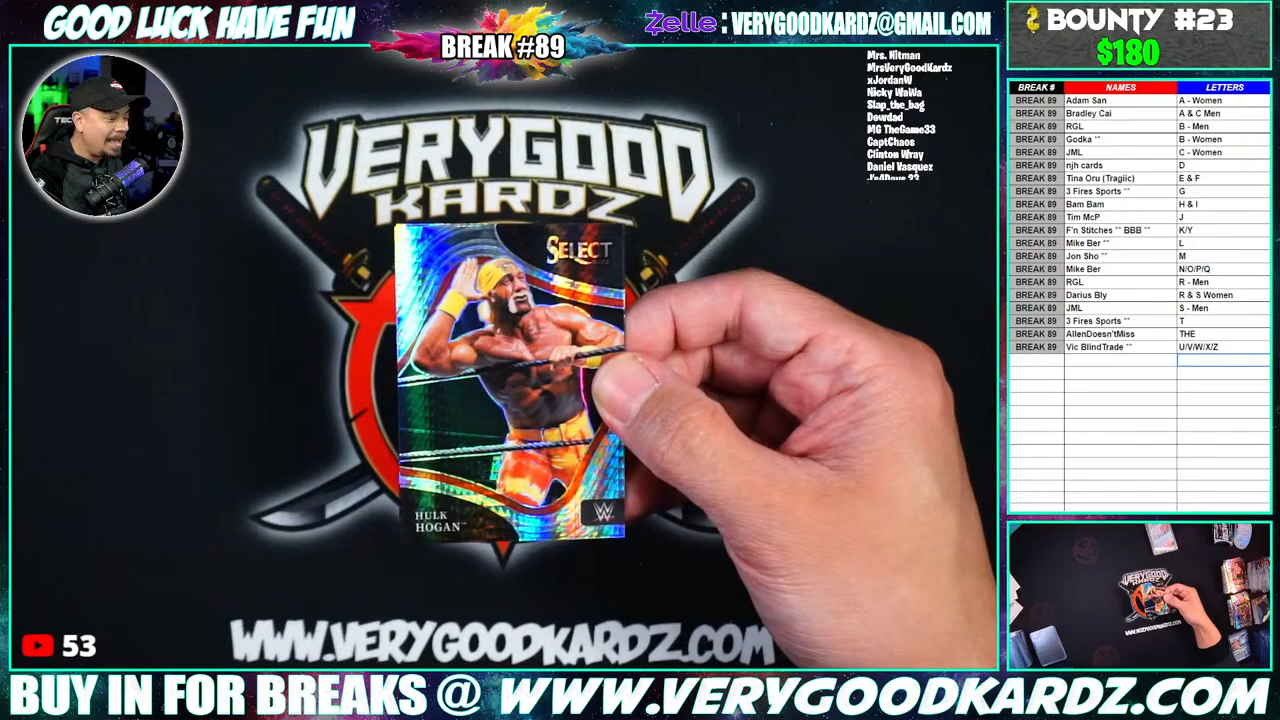 GOOD LUCK HAVE FUN
BREAK #89
Zelle : VERYGOODKARDZ@GMAIL.COM
BOUNTY #23
$180
Mrs. Hitman
MrsVeryGoodKardz
xJordanW
Nicky WaWa
Slap_the_bag
Dowdad
MG TheGame33
CaptChaos
Clinton Wray
Daniel Vasquez
BREAK # NAMES LETTERS
BREAK 89 Adam San A - Women
BREAK 89 Bradley Cai A & C Men
BREAK 89 RGL B - Men
BREAK 89 Godka ** B - Women
BREAK 89 JML C - Women
BREAK 89 njh cards D
BREAK 89 Tina Oru (Tragiic) E & F
BREAK 89 3 Fires Sports ** G
BREAK 89 Bam Bam H & I
BREAK 89 Tim McP J
BREAK 89 F'n Stitches ** BBB ** K/Y
BREAK 89 Mike Ber ** L
BREAK 89 Jon Sho ** M
BREAK 89 Mike Ber N/O/P/Q
BREAK 89 RGL R - Men
BREAK 89 Darius Bly R & S Women
BREAK 89 JML S - Men
BREAK 89 3 Fires Sports ** T
BREAK 89 AllenDoesn'tMiss THE
BREAK 89 Vic BlindTrade ** U/V/W/X/Z
TEC
VERYGOOD
KARDZ
SELECT
HULK
HOGAN™
W
WWW.VERYGOODKARDZ.COM
53
VERYGOOD
KARDZ
WWW.VERYGOODKARDZ.COM
BUY IN FOR BREAKS @ WWW.VERYGOODKARDZ.COM